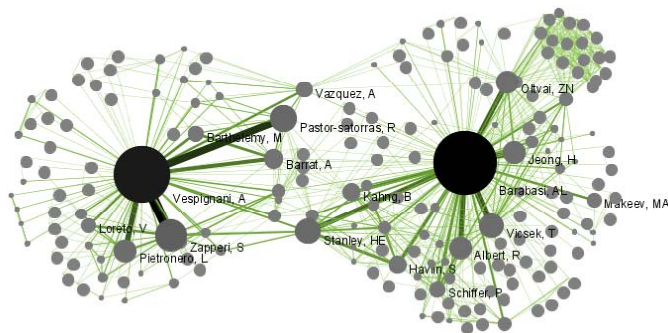 Oltvai, ZN
Vazquez, A
Pastor-satorras, R
Barthelemy, M
Barrat, A
Jeong, H
Vespignani, A
Kahng, B
Barabasi, AL
Makeev, MA
Loreto, V
Zapperi, S
Stanley, HE
Vicsek, T
Pietronero, L
Albert, R
Havlin, S
Schiffer, P